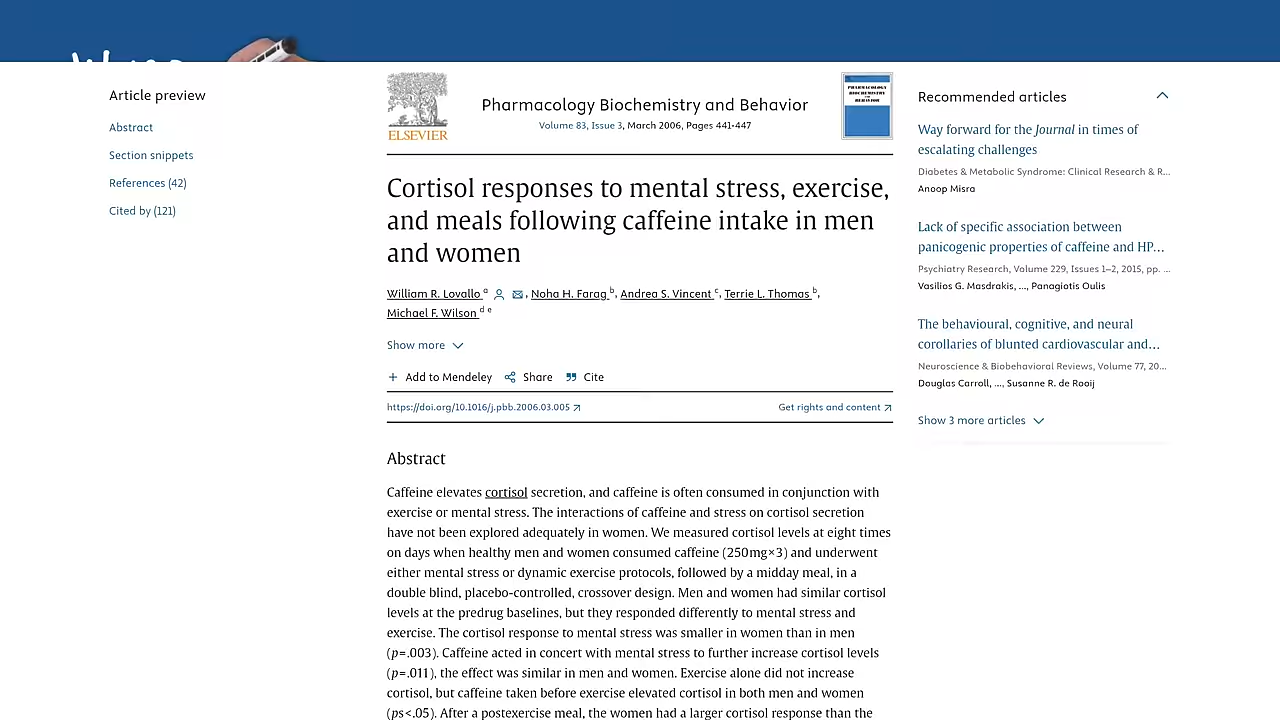 Article preview
Abstract
Section snippets
References (42)
Cited by (121)
ELSEVIER
Pharmacology Biochemistry and Behavior
Volume 83, Issue 3, March 2006, Pages 441-447
PHARMACOLOGY
BIOCHEMISTRY
AND
BEHAVIOR
Cortisol responses to mental stress, exercise,
and meals following caffeine intake in men
and women
William R. Lovallo a, Noha H. Farag b, Andrea S. Vincent c, Terrie L. Thomas b,
Michael F. Wilson d e
Show more
+ Add to Mendeley Share Cite
https://doi.org/10.1016/j.pbb.2006.03.005 Get rights and content
Abstract
Caffeine elevates cortisol secretion, and caffeine is often consumed in conjunction with
exercise or mental stress. The interactions of caffeine and stress on cortisol secretion
have not been explored adequately in women. We measured cortisol levels at eight times
on days when healthy men and women consumed caffeine (250mg×3) and underwent
either mental stress or dynamic exercise protocols, followed by a midday meal, in a
double blind, placebo-controlled, crossover design. Men and women had similar cortisol
levels at the predrug baselines, but they responded differently to mental stress and
exercise. The cortisol response to mental stress was smaller in women than in men
(p=.003). Caffeine acted in concert with mental stress to further increase cortisol levels
(p=.011), the effect was similar in men and women. Exercise alone did not increase
cortisol, but caffeine taken before exercise elevated cortisol in both men and women
(ps<.05). After a postexercise meal, the women had a larger cortisol response than the
Recommended articles
Way forward for the Journal in times of
escalating challenges
Diabetes & Metabolic Syndrome: Clinical Research & R...
Anoop Misra
Lack of specific association between
panicogenic properties of caffeine and HP...
Psychiatry Research, Volume 229, Issues 1–2, 2015, pp. ...
Vasilios G. Masdrakis, ..., Panagiotis Oulis
The behavioural, cognitive, and neural
corollaries of blunted cardiovascular and...
Neuroscience & Biobehavioral Reviews, Volume 77, 20...
Douglas Carroll, ..., Susanne R. de Rooij
Show 3 more articles